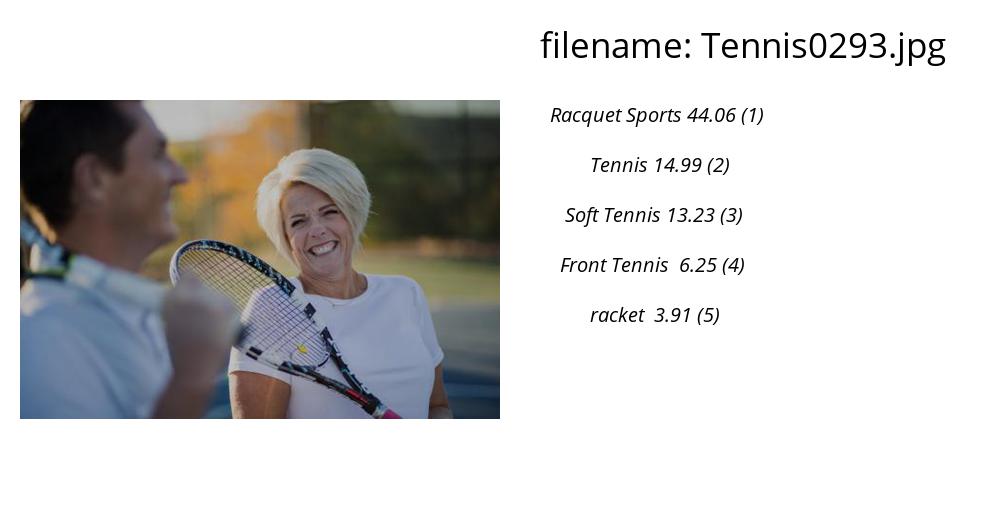 filename: Tennis0293.jpg
Racquet Sports 44.06 (1)
Tennis 14.99 (2)
Soft Tennis 13.23 (3)
Front Tennis 6.25 (4)
racket 3.91 (5)